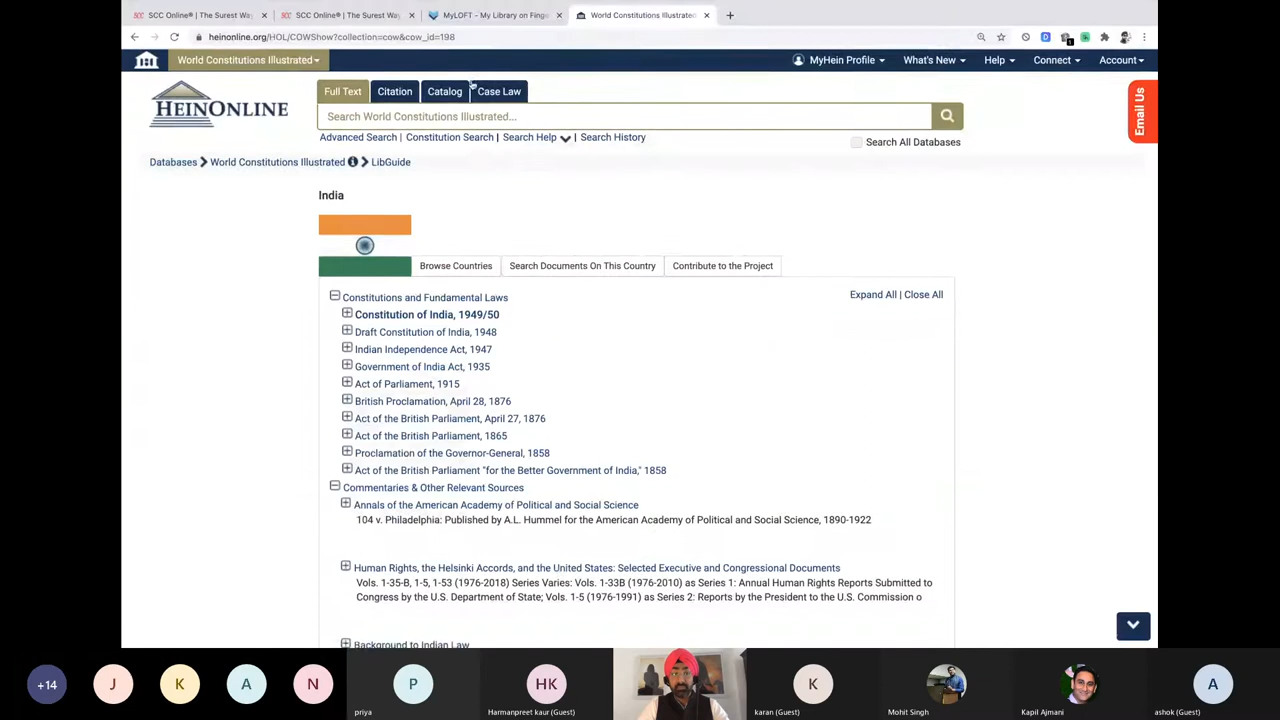 SCC Online® | The Surest Wa
SCC Online® | The Surest Wa
MyLOFT - My Library on Finge
World Constitutions Illustrated
heinonline.org/HOL/COWShow?collection=cow&cow_id=198
World Constitutions Illustrated
MyHein Profile
What's New
Help
Connect
Account
HEINONLINE
Full Text
Citation
Catalog
Case Law
Search World Constitutions Illustrated...
Advanced Search | Constitution Search | Search Help | Search History
Search All Databases
Email Us
Databases > World Constitutions Illustrated > LibGuide
India
Browse Countries
Search Documents On This Country
Contribute to the Project
Constitutions and Fundamental Laws
Expand All | Close All
Constitution of India, 1949/50
Draft Constitution of India, 1948
Indian Independence Act, 1947
Government of India Act, 1935
Act of Parliament, 1915
British Proclamation, April 28, 1876
Act of the British Parliament, April 27, 1876
Act of the British Parliament, 1865
Proclamation of the Governor-General, 1858
Act of the British Parliament "for the Better Government of India," 1858
Commentaries & Other Relevant Sources
Annals of the American Academy of Political and Social Science
104 v. Philadelphia: Published by A.L. Hummel for the American Academy of Political and Social Science, 1890-1922
Human Rights, the Helsinki Accords, and the United States: Selected Executive and Congressional Documents
Vols. 1-35-B, 1-5, 1-53 (1976-2018) Series Varies: Vols. 1-33B (1976-2010) as Series 1: Annual Human Rights Reports Submitted to
Congress by the U.S. Department of State; Vols. 1-5 (1976-1991) as Series 2: Reports by the President to the U.S. Commission o
Background to Indian Law
+14
J
K
A
N
P
HK
K
A
priya
Harmanpreet kaur (Guest)
karan (Guest)
Mohit Singh
Kapil Ajmani
ashok (Guest)